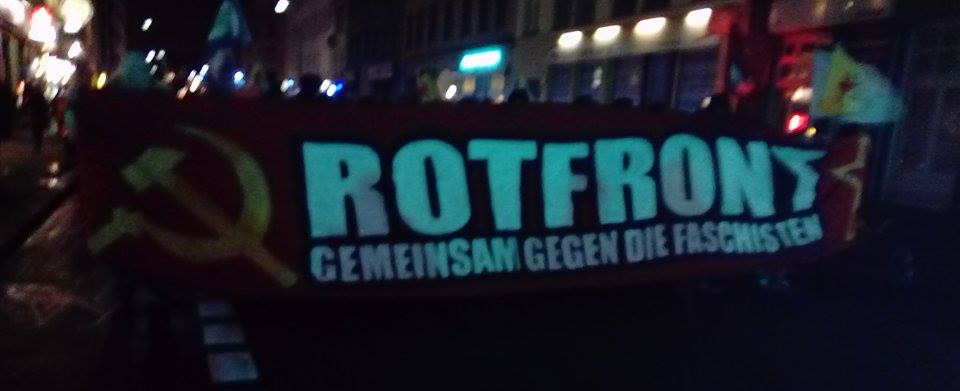 ROTFRONT
GEMEINSAM GEGEN DIE FASCHISTEN